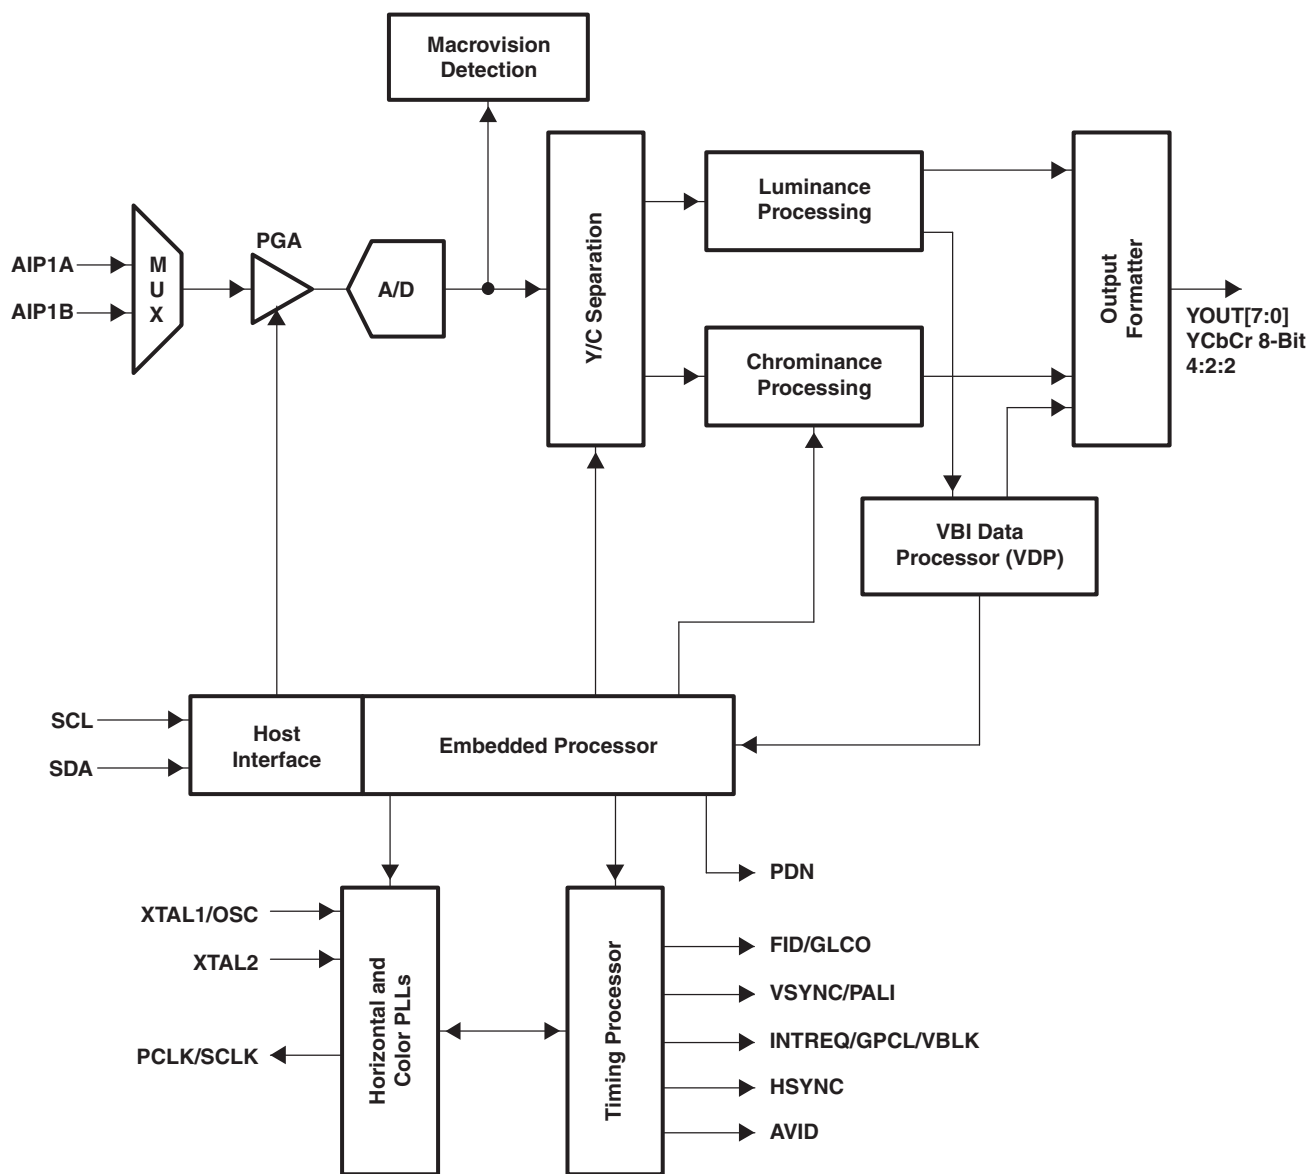 Macrovision
Detection
Luminance
Processing
PGA
AIP1A
AIP1B
M
U
X
A/D
Y/C Separation
Output
Formatter
YOUT[7:0]
YCbCr 8-Bit
4:2:2
Chrominance
Processing
VBI Data
Processor (VDP)
SCL
SDA
Host
Interface
Embedded Processor
PDN
XTAL1/OSC
XTAL2
PCLK/SCLK
Horizontal and
Color PLLs
Timing Processor
FID/GLCO
VSYNC/PALI
INTREQ/GPCL/VBLK
HSYNC
AVID